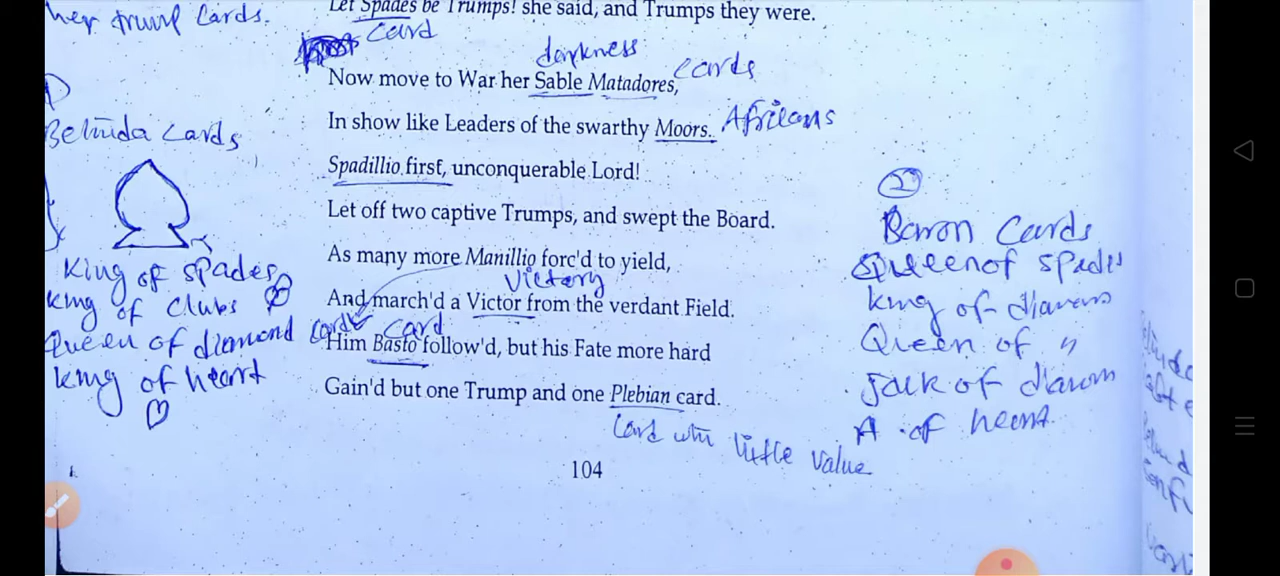 her trump Cards.
Let Spades be Trumps! she said, and Trumps they were.
Card
darkness
cards
Now move to War her Sable Matadores,
In show like Leaders of the swarthy Moors.
Africans
Belinda Cards
Spadillio first, unconquerable Lord!
Let off two captive Trumps, and swept the Board.
As many more Manillio forc'd to yield,
Victory
And march'd a Victor from the verdant Field.
card
Card
Him Basto follow'd, but his Fate more hard
Gain'd but one Trump and one Plebian card.
Card with little value
King of spades
King of Clubs
Queen of diamond
King of heart
Baron Cards
Queen of spades
King of
Queen of "
Jack of
A of heart.
104